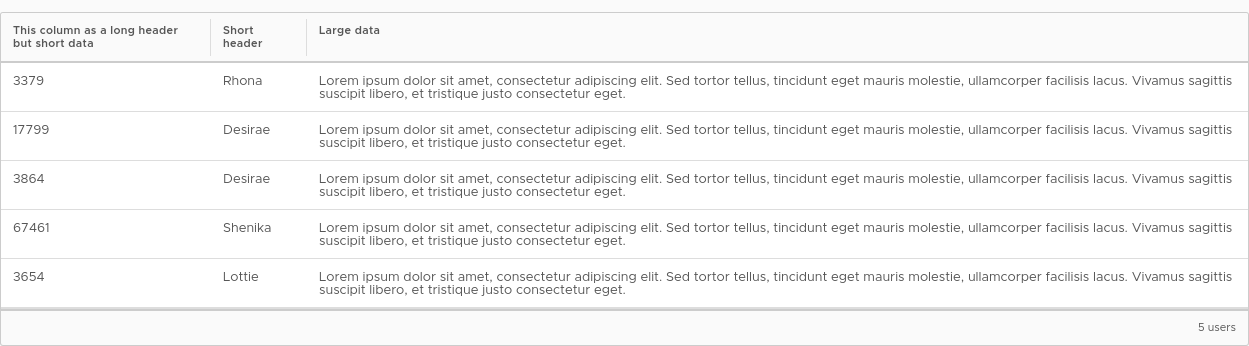 This column as a long header
but short data
Short
header
Large data
3379
Rhona
Lorem ipsum dolor sit amet, consectetur adipiscing elit. Sed tortor tellus, tincidunt eget mauris molestie, ullamcorper facilisis lacus. Vivamus sagittis
suscipit libero, et tristique justo consectetur eget.
17799
Desirae
Lorem ipsum dolor sit amet, consectetur adipiscing elit. Sed tortor tellus, tincidunt eget mauris molestie, ullamcorper facilisis lacus. Vivamus sagittis
suscipit libero, et tristique justo consectetur eget.
3864
Desirae
Lorem ipsum dolor sit amet, consectetur adipiscing elit. Sed tortor tellus, tincidunt eget mauris molestie, ullamcorper facilisis lacus. Vivamus sagittis
suscipit libero, et tristique justo consectetur eget.
67461
Shenika
Lorem ipsum dolor sit amet, consectetur adipiscing elit. Sed tortor tellus, tincidunt eget mauris molestie, ullamcorper facilisis lacus. Vivamus sagittis
suscipit libero, et tristique justo consectetur eget.
3654
Lottie
Lorem ipsum dolor sit amet, consectetur adipiscing elit. Sed tortor tellus, tincidunt eget mauris molestie, ullamcorper facilisis lacus. Vivamus sagittis
suscipit libero, et tristique justo consectetur eget.
5 users